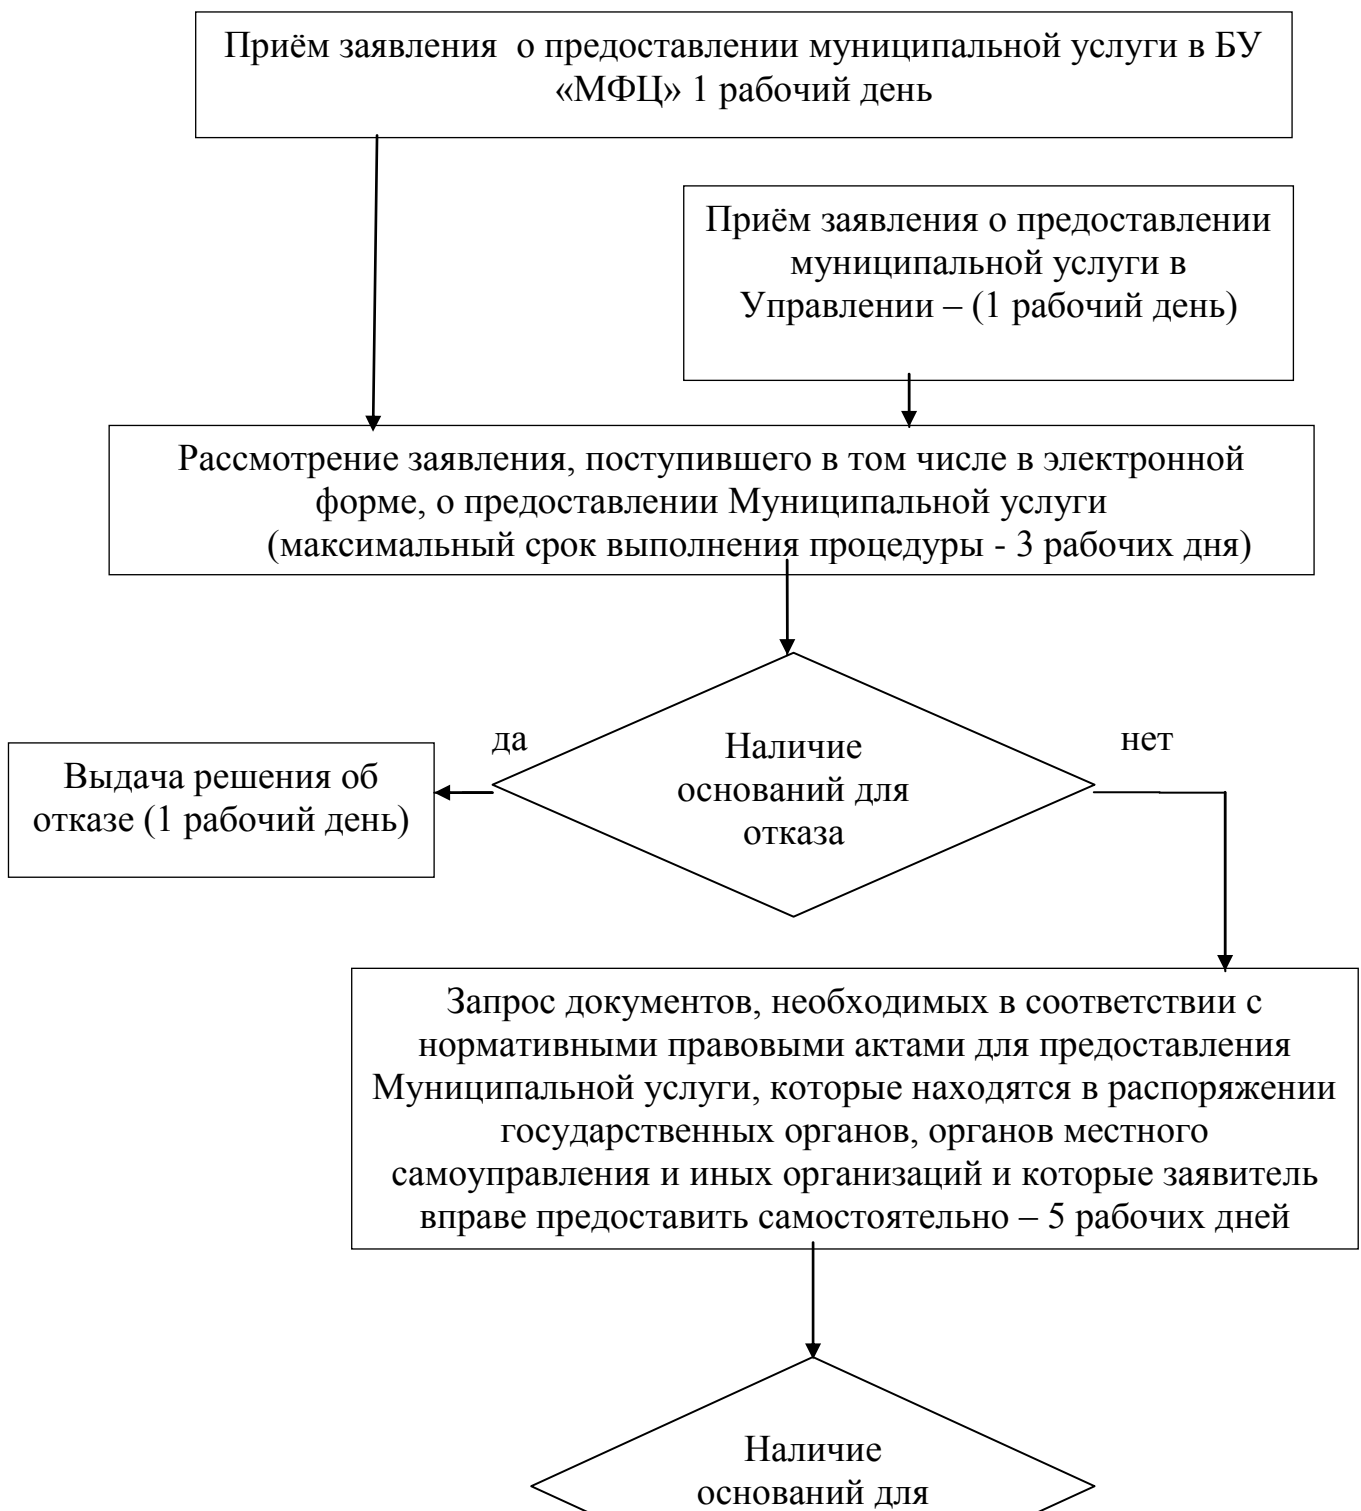 Приём заявления  о предоставлении муниципальной услуги в БУ
«МФЦ» 1 рабочий день
Приём заявления о предоставлении
муниципальной услуги в
Управлении – (1 рабочий день)
Рассмотрение заявления, поступившего в том числе в электронной
форме, о предоставлении Муниципальной услуги
(максимальный срок выполнения процедуры - 3 рабочих дня)
да
нет
Наличие
оснований для
отказа
Выдача решения об
отказе (1 рабочий день)
Запрос документов, необходимых в соответствии с
нормативными правовыми актами для предоставления
Муниципальной услуги, которые находятся в распоряжении
государственных органов, органов местного
самоуправления и иных организаций и которые заявитель
вправе предоставить самостоятельно – 5 рабочих дней
Наличие
оснований для